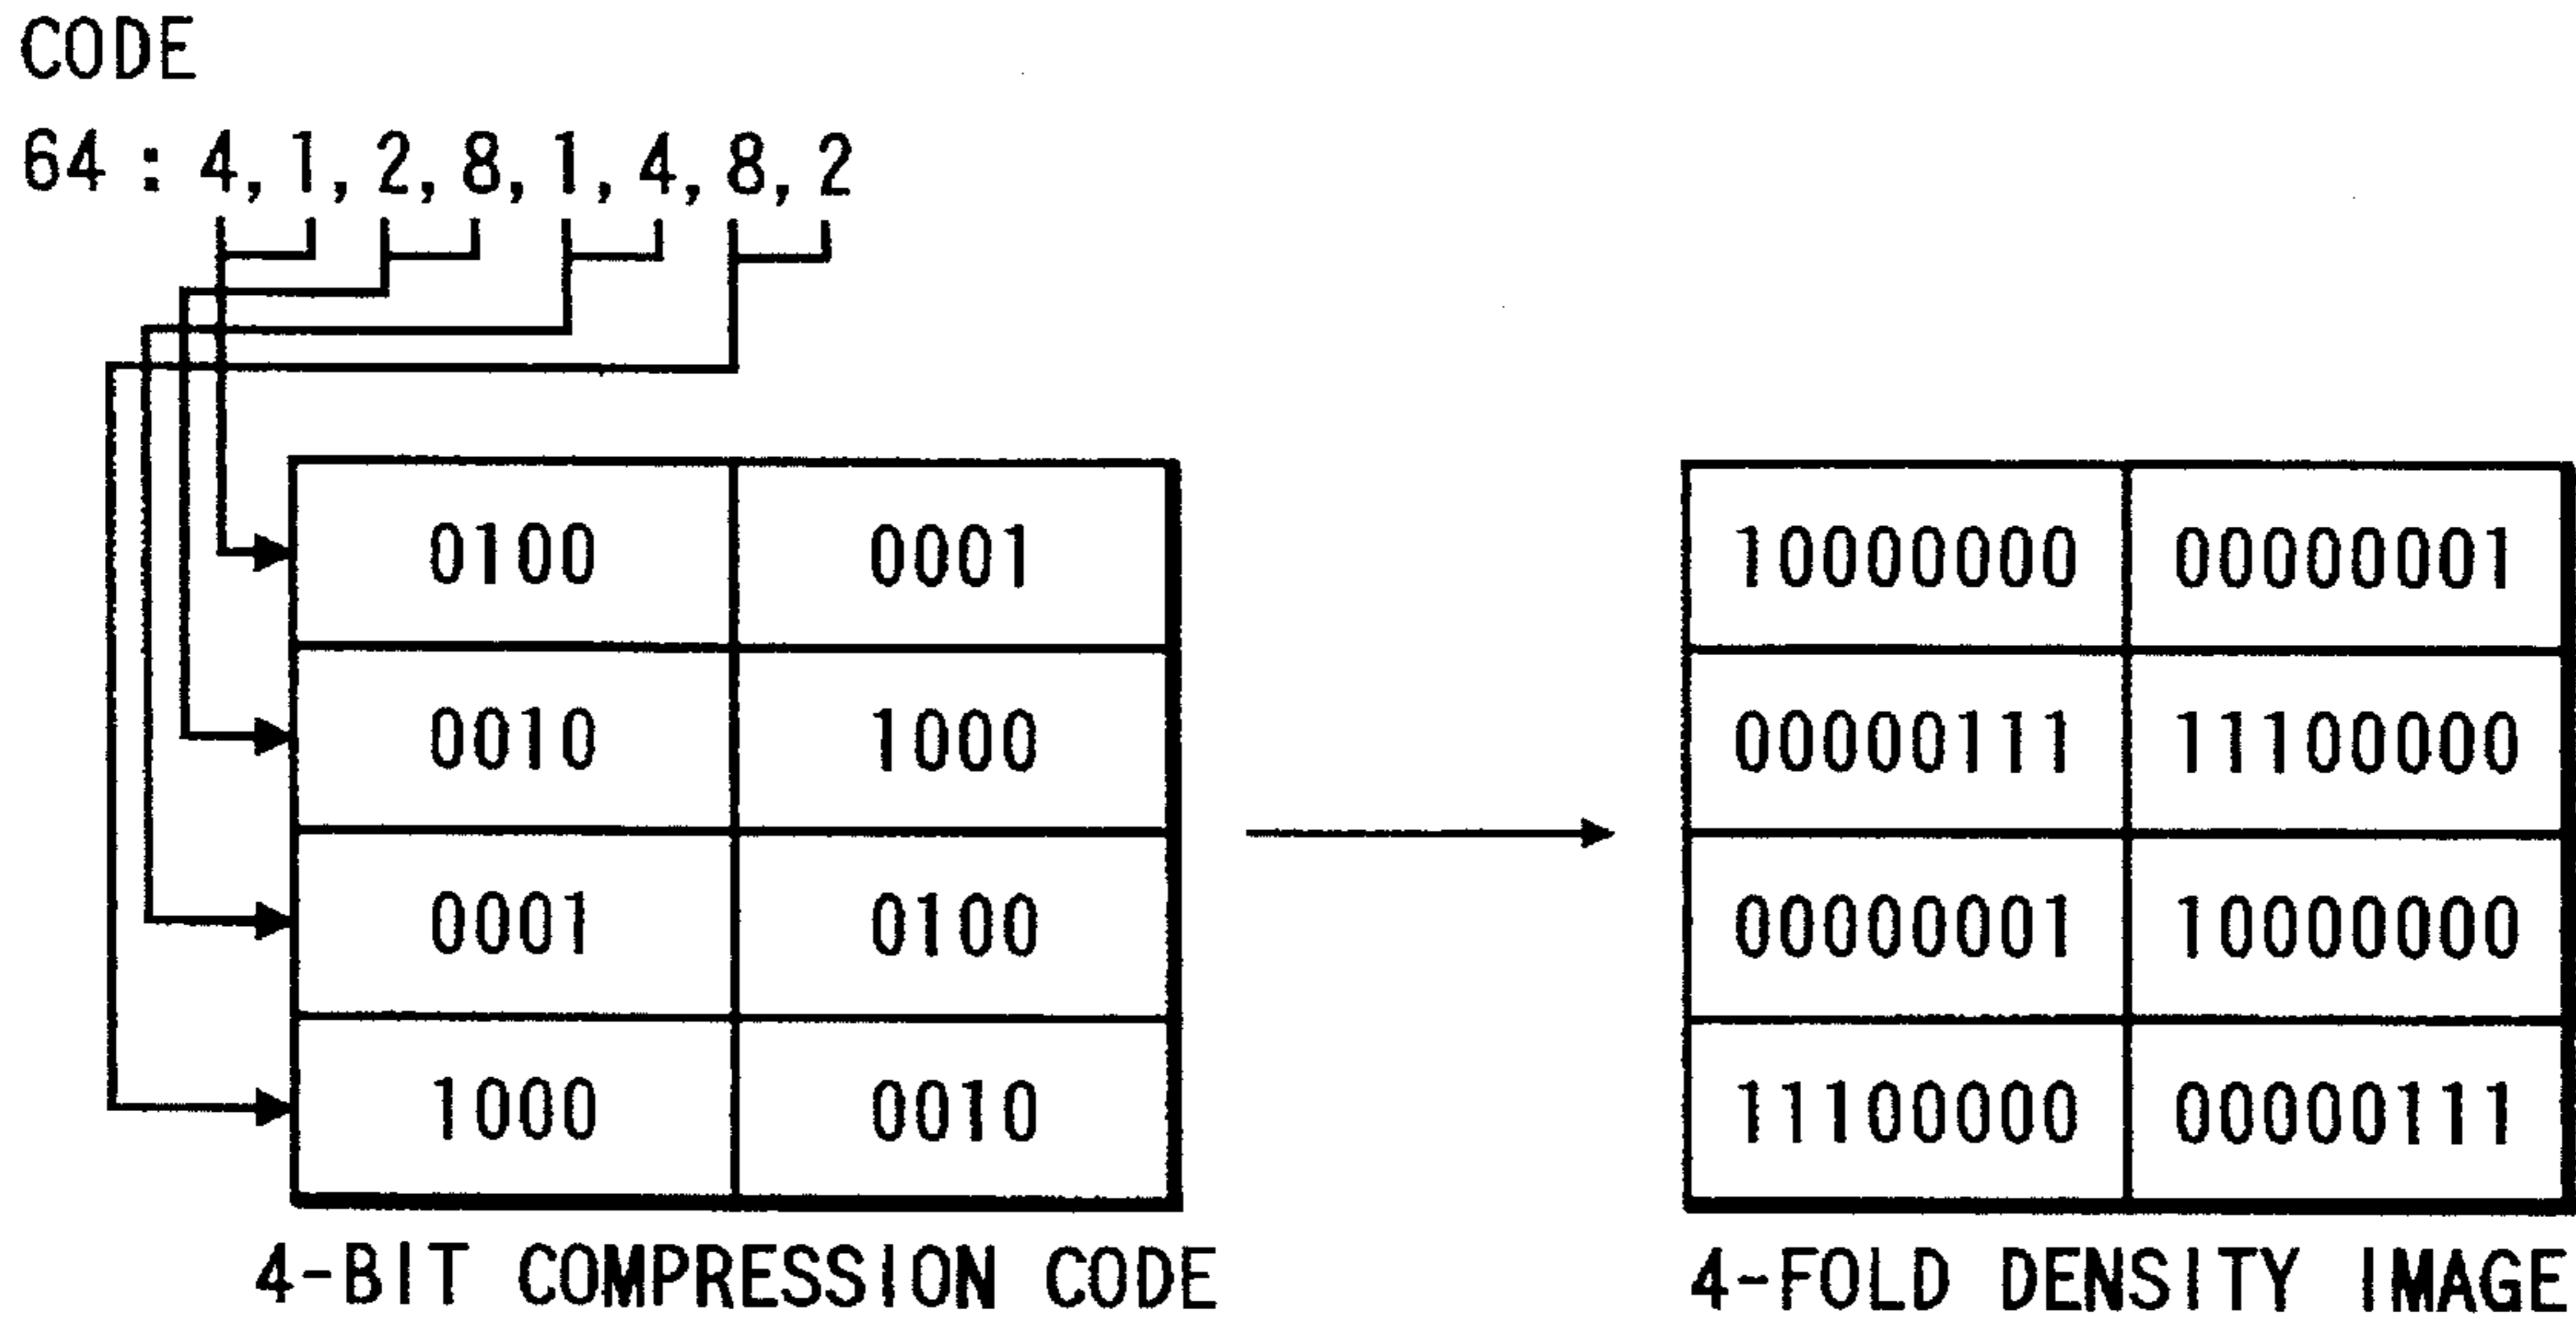 CODE
64 : 4, 1, 2, 8, 1, 4, 8, 2
0100 0001 10000000 00000001
0010 1000 00000111 11100000
0001 0100 00000001 10000000
1000 0010 11100000 00000111
4-BIT COMPRESSION CODE 4-FOLD DENSITY IMAGE